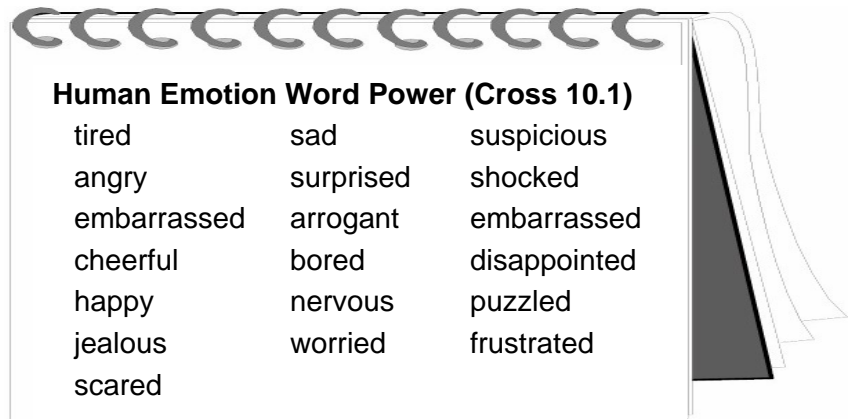 Human Emotion Word Power (Cross 10.1)
tired sad suspicious
angry surprised shocked
embarrassed arrogant embarrassed
cheerful bored disappointed
happy nervous puzzled
jealous worried frustrated
scared